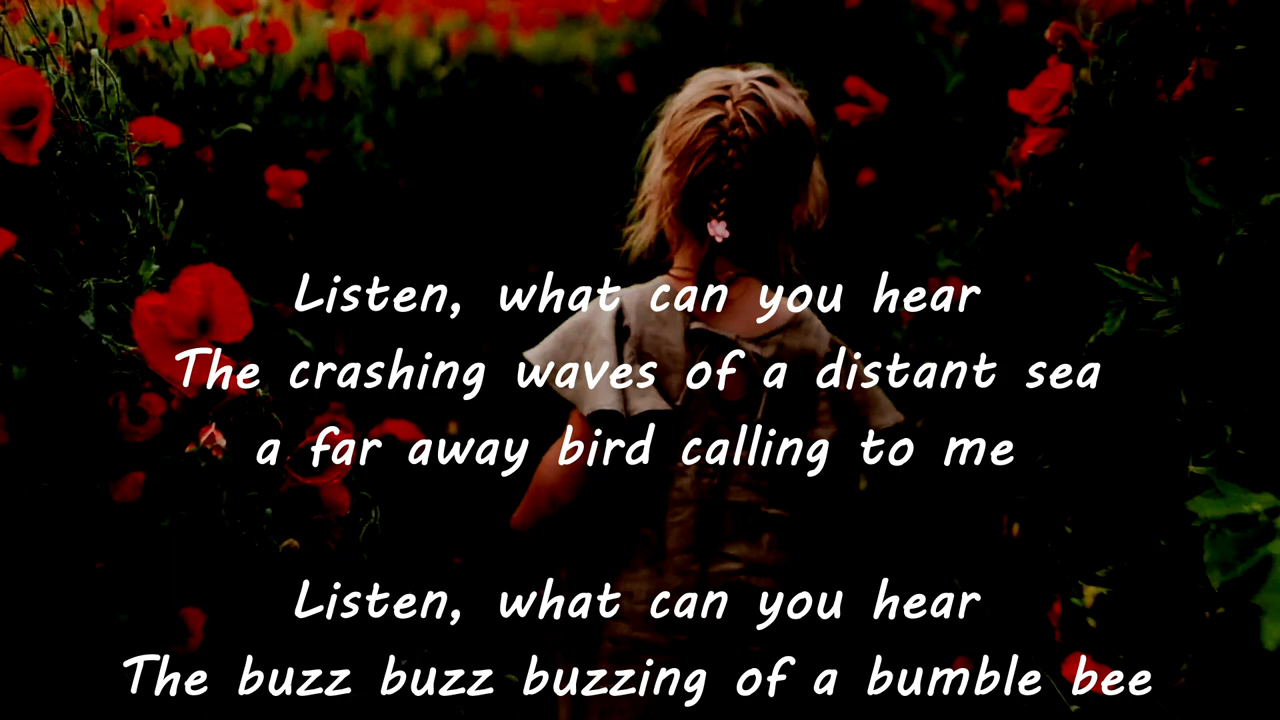 Listen, what can you hear
The crashing waves of a distant sea
a far away bird calling to me
Listen, what can you hear
The buzz buzz buzzing of a bumble bee